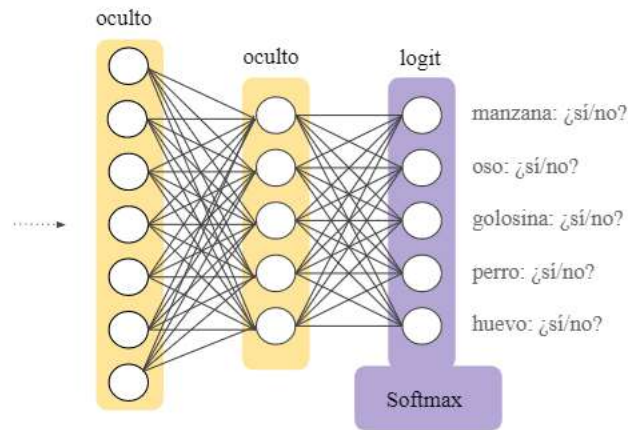 oculto
oculto
logit
manzana: ¿sí/no?
oso: ¿sí/no?
golosina: ¿sí/no?
perro: ¿sí/no?
huevo: ¿sí/no?
Softmax